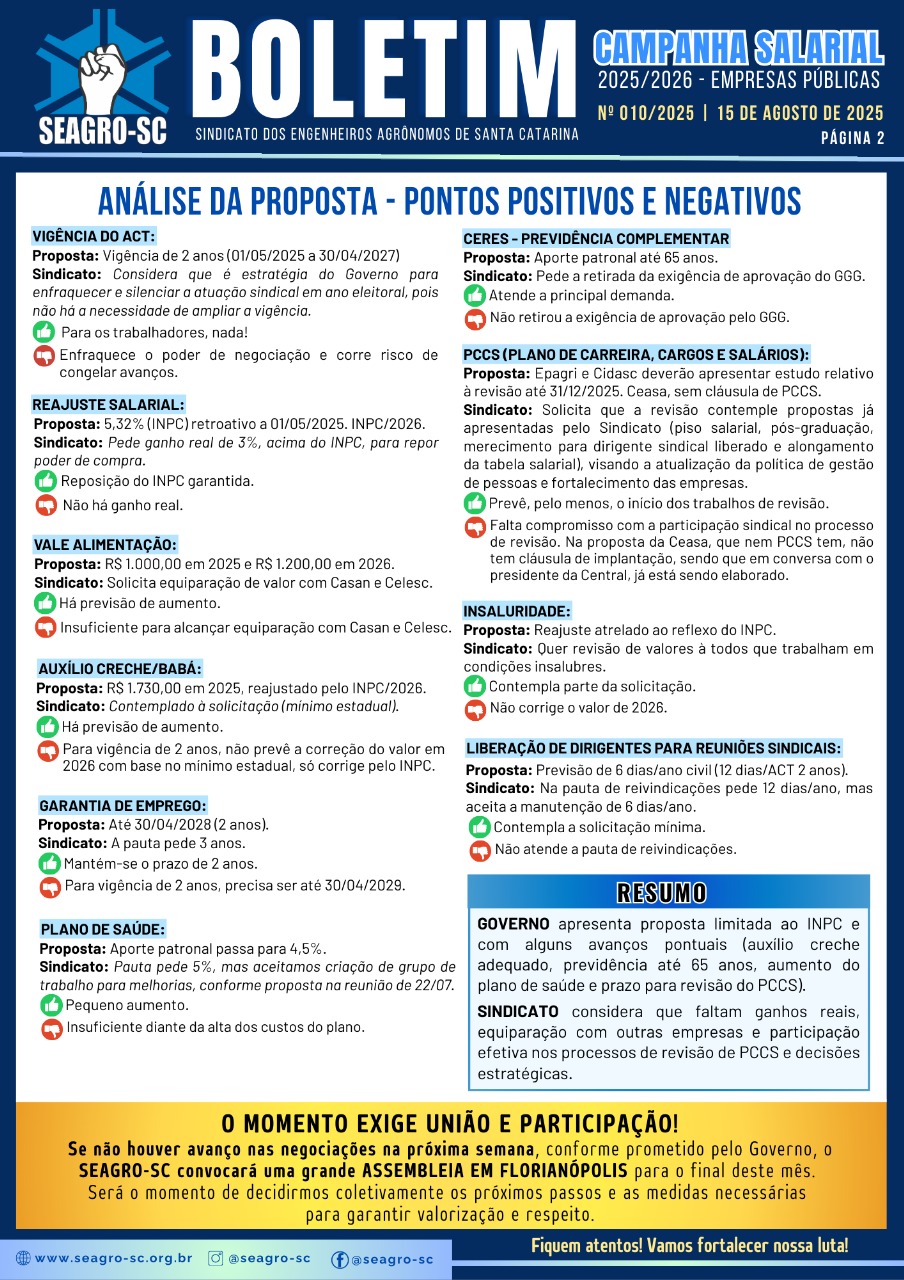 SEAGRO-SC
BOLETIM
SINDICATO DOS ENGENHEIROS AGRÔNOMOS DE SANTA CATARINA
CAMPANHA SALARIAL
2025/2026 - EMPRESAS PÚBLICAS
Nº 010/2025 | 15 DE AGOSTO DE 2025
PÁGINA 2
ANÁLISE DA PROPOSTA - PONTOS POSITIVOS E NEGATIVOS
VIGÊNCIA DO ACT:
Proposta: Vigência de 2 anos (01/05/2025 a 30/04/2027)
Sindicato: Considera que é estratégia do Governo para
enfraquecer e silenciar a atuação sindical em ano eleitoral, pois
não há a necessidade de ampliar a vigência.
Para os trabalhadores, nada!
Enfraquece o poder de negociação e corre risco de
congelar avanços.
REAJUSTE SALARIAL:
Proposta: 5,32% (INPC) retroativo a 01/05/2025. INPC/2026.
Sindicato: Pede ganho real de 3%, acima do INPC, para repor
poder de compra.
Reposição do INPC garantida.
Não há ganho real.
VALE ALIMENTAÇÃO:
Proposta: R$ 1.000,00 em 2025 e R$ 1.200,00 em 2026.
Sindicato: Solicita equiparação de valor com Casan e Celesc.
Há previsão de aumento.
Insuficiente para alcançar equiparação com Casan e Celesc.
AUXÍLIO CRECHE/BABÁ:
Proposta: R$ 1.730,00 em 2025, reajustado pelo INPC/2026.
Sindicato: Contemplado à solicitação (mínimo estadual).
Há previsão de aumento.
Para vigência de 2 anos, não prevê a correção do valor em
2026 com base no mínimo estadual, só corrige pelo INPC.
GARANTIA DE EMPREGO:
Proposta: Até 30/04/2028 (2 anos).
Sindicato: A pauta pede 3 anos.
Mantém-se o prazo de 2 anos.
Para vigência de 2 anos, precisa ser até 30/04/2029.
PLANO DE SAÚDE:
Proposta: Aporte patronal passa para 4,5%.
Sindicato: Pauta pede 5%, mas aceitamos criação de grupo de
trabalho para melhorias, conforme proposta na reunião de 22/07.
Pequeno aumento.
Insuficiente diante da alta dos custos do plano.
CERES - PREVIDÊNCIA COMPLEMENTAR
Proposta: Aporte patronal até 65 anos.
Sindicato: Pede a retirada da exigência de aprovação do GGG.
Atende a principal demanda.
Não retirou a exigência de aprovação pelo GGG.
PCCS (PLANO DE CARREIRA, CARGOS E SALÁRIOS):
Proposta: Epagri e Cidasc deverão apresentar estudo relativo
à revisão até 31/12/2025. Ceasa, sem cláusula de PCCS.
Sindicato: Solicita que a revisão contemple propostas já
apresentadas pelo Sindicato (piso salarial, pós-graduação,
merecimento para dirigente sindical liberado e alongamento
da tabela salarial), visando a atualização da política de gestão
de pessoas e fortalecimento das empresas.
Prevê, pelo menos, o início dos trabalhos de revisão.
Falta compromisso com a participação sindical no processo
de revisão. Na proposta da Ceasa, que nem PCCS tem, não
tem cláusula de implantação, sendo que em conversa com o
presidente da Central, já está sendo elaborado.
INSALURIDADE:
Proposta: Reajuste atrelado ao reflexo do INPC.
Sindicato: Quer revisão de valores à todos que trabalham em
condições insalubres.
Contempla parte da solicitação.
Não corrige o valor de 2026.
LIBERAÇÃO DE DIRIGENTES PARA REUNIÕES SINDICAIS:
Proposta: Previsão de 6 dias/ano civil (12 dias/ACT 2 anos).
Sindicato: Na pauta de reivindicações pede 12 dias/ano, mas
aceita a manutenção de 6 dias/ano.
Contempla a solicitação mínima.
Não atende a pauta de reivindicações.
RESUMO
GOVERNO apresenta proposta limitada ao INPC e
com alguns avanços pontuais (auxílio creche
adequado, previdência até 65 anos, aumento do
plano de saúde e prazo para revisão do PCCS).
SINDICATO considera que faltam ganhos reais,
equiparação com outras empresas e participação
efetiva nos processos de revisão de PCCS e decisões
estratégicas.
O MOMENTO EXIGE UNIÃO E PARTICIPAÇÃO!
Se não houver avanço nas negociações na próxima semana, conforme prometido pelo Governo, o
SEAGRO-SC convocará uma grande ASSEMBLEIA EM FLORIANÓPOLIS para o final deste mês.
Será o momento de decidirmos coletivamente os próximos passos e as medidas necessárias
para garantir valorização e respeito.
www.seagro-sc.org.br @seagro-sc @seagro-sc
Fiquem atentos! Vamos fortalecer nossa luta!